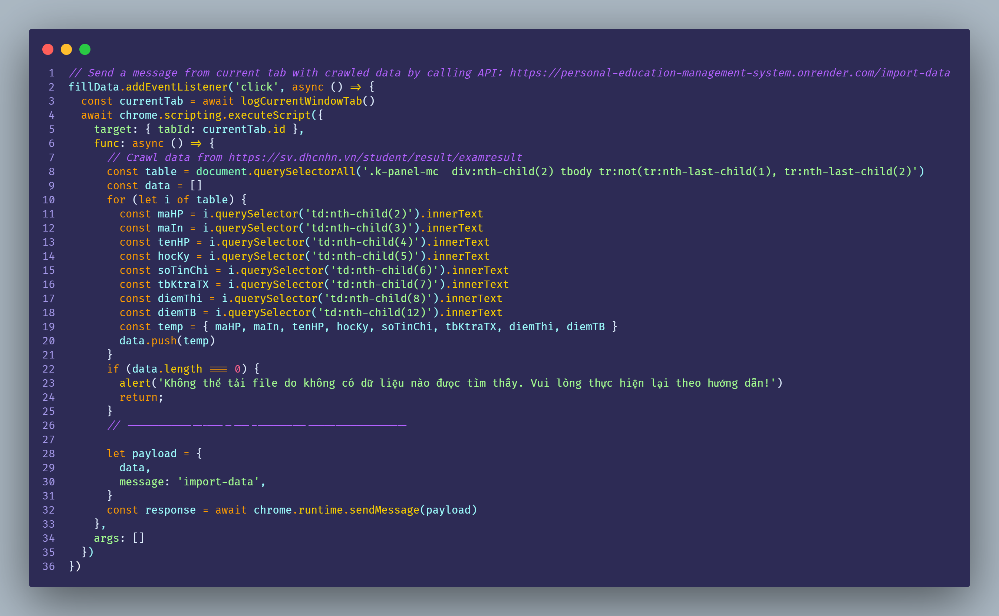 1 // Send a message from current tab with crawled data by calling API: https://personal-education-management-system.onrender.com/import-data
2 fillData.addEventListener('click', async () => {
3   const currentTab = await logCurrentWindowTab()
4   await chrome.scripting.executeScript({
5     target: { tabId: currentTab.id },
6     func: async () => {
7       // Crawl data from https://sv.dhcnhn.vn/student/result/examresult
8       const table = document.querySelectorAll('.k-panel-mc  div:nth-child(2) tbody tr:not(tr:nth-last-child(1), tr:nth-last-child(2)')
9       const data = []
10       for (let i of table) {
11         const maHP = i.querySelector('td:nth-child(2)').innerText
12         const maIn = i.querySelector('td:nth-child(3)').innerText
13         const tenHP = i.querySelector('td:nth-child(4)').innerText
14         const hocKy = i.querySelector('td:nth-child(5)').innerText
15         const soTinChi = i.querySelector('td:nth-child(6)').innerText
16         const tbKtraTX = i.querySelector('td:nth-child(7)').innerText
17         const diemThi = i.querySelector('td:nth-child(8)').innerText
18         const diemTB = i.querySelector('td:nth-child(12)').innerText
19         const temp = { maHP, maIn, tenHP, hocKy, soTinChi, tbKtraTX, diemThi, diemTB }
20         data.push(temp)
21       }
22       if (data.length === 0) {
23         alert('Không thể tải file do không có dữ liệu nào được tìm thấy. Vui lòng thực hiện lại theo hướng dẫn!')
24         return;
25       }
26       // --------------------------------------------
27
28       let payload = {
29         data,
30         message: 'import-data',
31       }
32       const response = await chrome.runtime.sendMessage(payload)
33     },
34     args: []
35   })
36 })